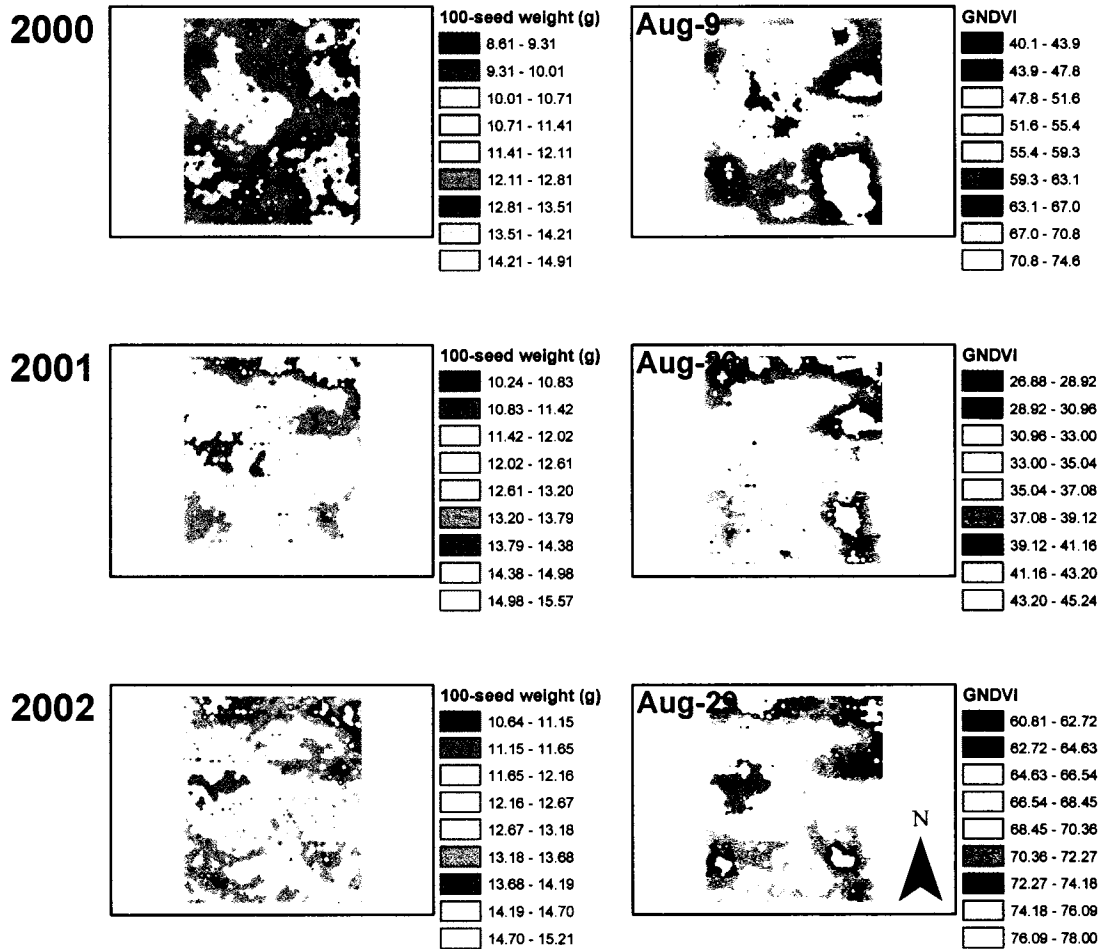 2000
100-seed weight (g)
8.61 - 9.31
9.31 - 10.01
10.01 - 10.71
10.71 - 11.41
11.41 - 12.11
12.11 - 12.81
12.81 - 13.51
13.51 - 14.21
14.21 - 14.91
Aug-9
GNDVI
40.1 - 43.9
43.9 - 47.8
47.8 - 51.6
51.6 - 55.4
55.4 - 59.3
59.3 - 63.1
63.1 - 67.0
67.0 - 70.8
70.8 - 74.6
2001
100-seed weight (g)
10.24 - 10.83
10.83 - 11.42
11.42 - 12.02
12.02 - 12.61
12.61 - 13.20
13.20 - 13.79
13.79 - 14.38
14.38 - 14.98
14.98 - 15.57
GNDVI
26.88 - 28.92
28.92 - 30.96
30.96 - 33.00
33.00 - 35.04
35.04 - 37.08
37.08 - 39.12
39.12 - 41.16
41.16 - 43.20
43.20 - 45.24
2002
100-seed weight (g)
10.64 - 11.15
11.15 - 11.65
11.65 - 12.16
12.16 - 12.67
12.67 - 13.18
13.18 - 13.68
13.68 - 14.19
14.19 - 14.70
14.70 - 15.21
Aug-29
N
GNDVI
60.81 - 62.72
62.72 - 64.63
64.63 - 66.54
66.54 - 68.45
68.45 - 70.36
70.36 - 72.27
72.27 - 74.18
74.18 - 76.09
76.09 - 78.00